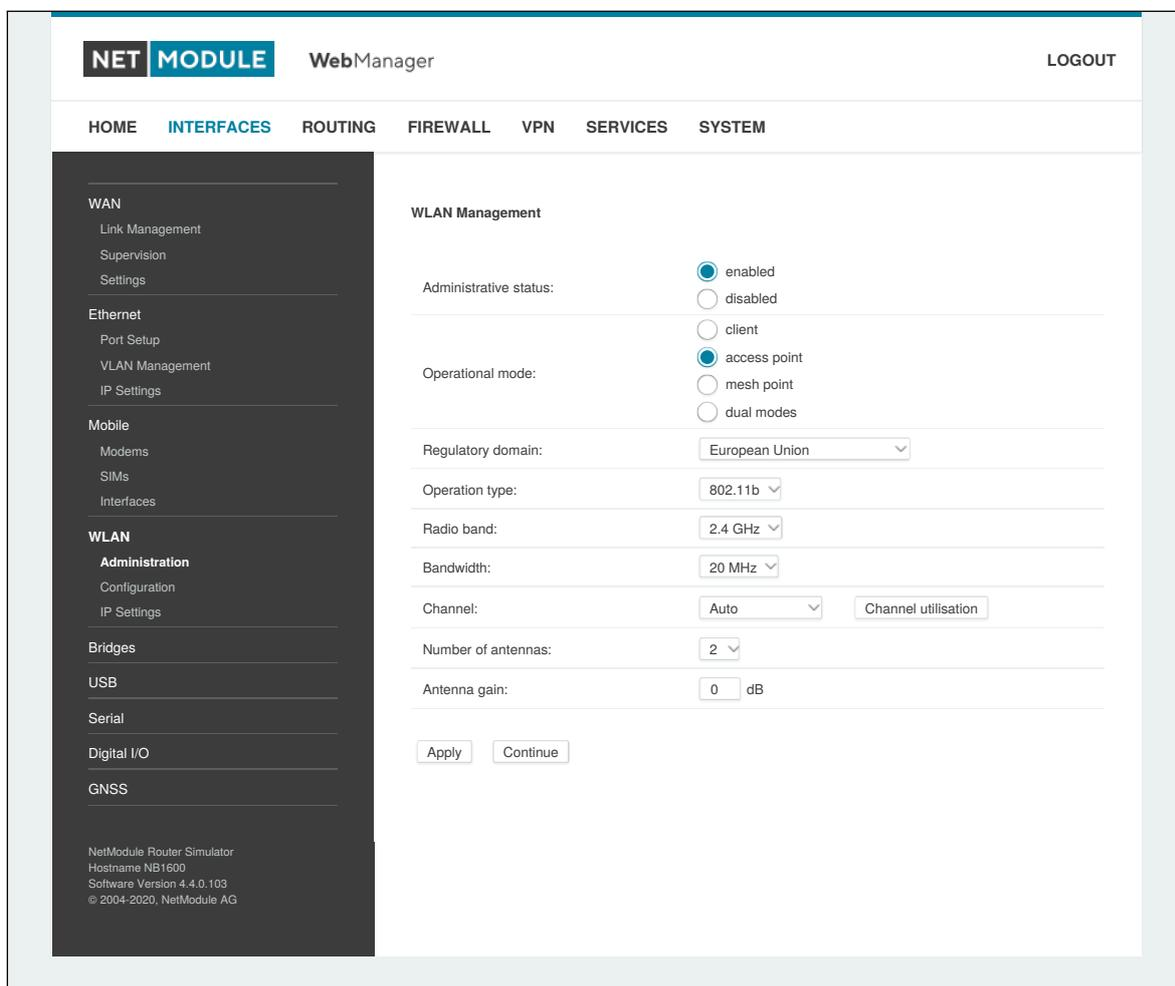 NET MODULE WebManager LOGOUT
HOME INTERFACES ROUTING FIREWALL VPN SERVICES SYSTEM
WAN
Link Management
Supervision
Settings
Ethernet
Port Setup
VLAN Management
IP Settings
Mobile
Modems
SIMs
Interfaces
WLAN
Administration
Configuration
IP Settings
Bridges
USB
Serial
Digital I/O
GNSS
NetModule Router Simulator
Hostname NB1600
Software Version 4.4.0.103
© 2004-2020, NetModule AG
WLAN Management
Administrative status:
enabled
disabled
Operational mode:
client
access point
mesh point
dual modes
Regulatory domain: European Union
Operation type: 802.11b
Radio band: 2.4 GHz
Bandwidth: 20 MHz
Channel: Auto Channel utilisation
Number of antennas: 2
Antenna gain: 0 dB
Apply Continue